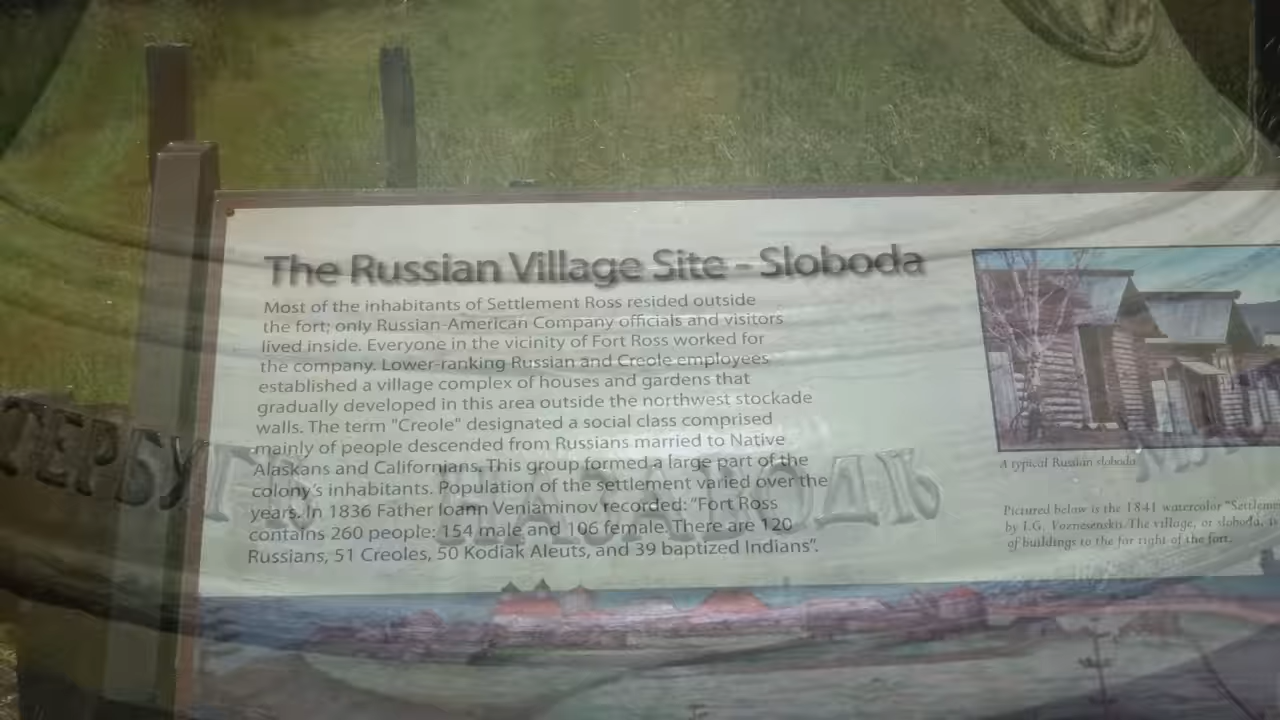 The Russian Village Site - Sloboda
Most of the inhabitants of Settlement Ross resided outside
the fort; only Russian-American Company officials and visitors
lived inside. Everyone in the vicinity of Fort Ross worked for
the company. Lower-ranking Russian and Creole employees
established a village complex of houses and gardens that
gradually developed in this area outside the northwest stockade
walls. The term "Creole" designated a social class comprised
mainly of people descended from Russians married to Native
Alaskans and Californians. This group formed a large part of the
colony's inhabitants. Population of the settlement varied over the
years. In 1836 Father Ioann Veniaminov recorded: "Fort Ross
contains 260 people: 154 male and 106 female. There are 120
Russians, 51 Creoles, 50 Kodiak Aleuts, and 39 baptized Indians".
A typical Russian sloboda
Pictured below is the 1841 watercolor
by I.G. Voznesenskii. The village, or sloboda,
of buildings to the far right of the fort.